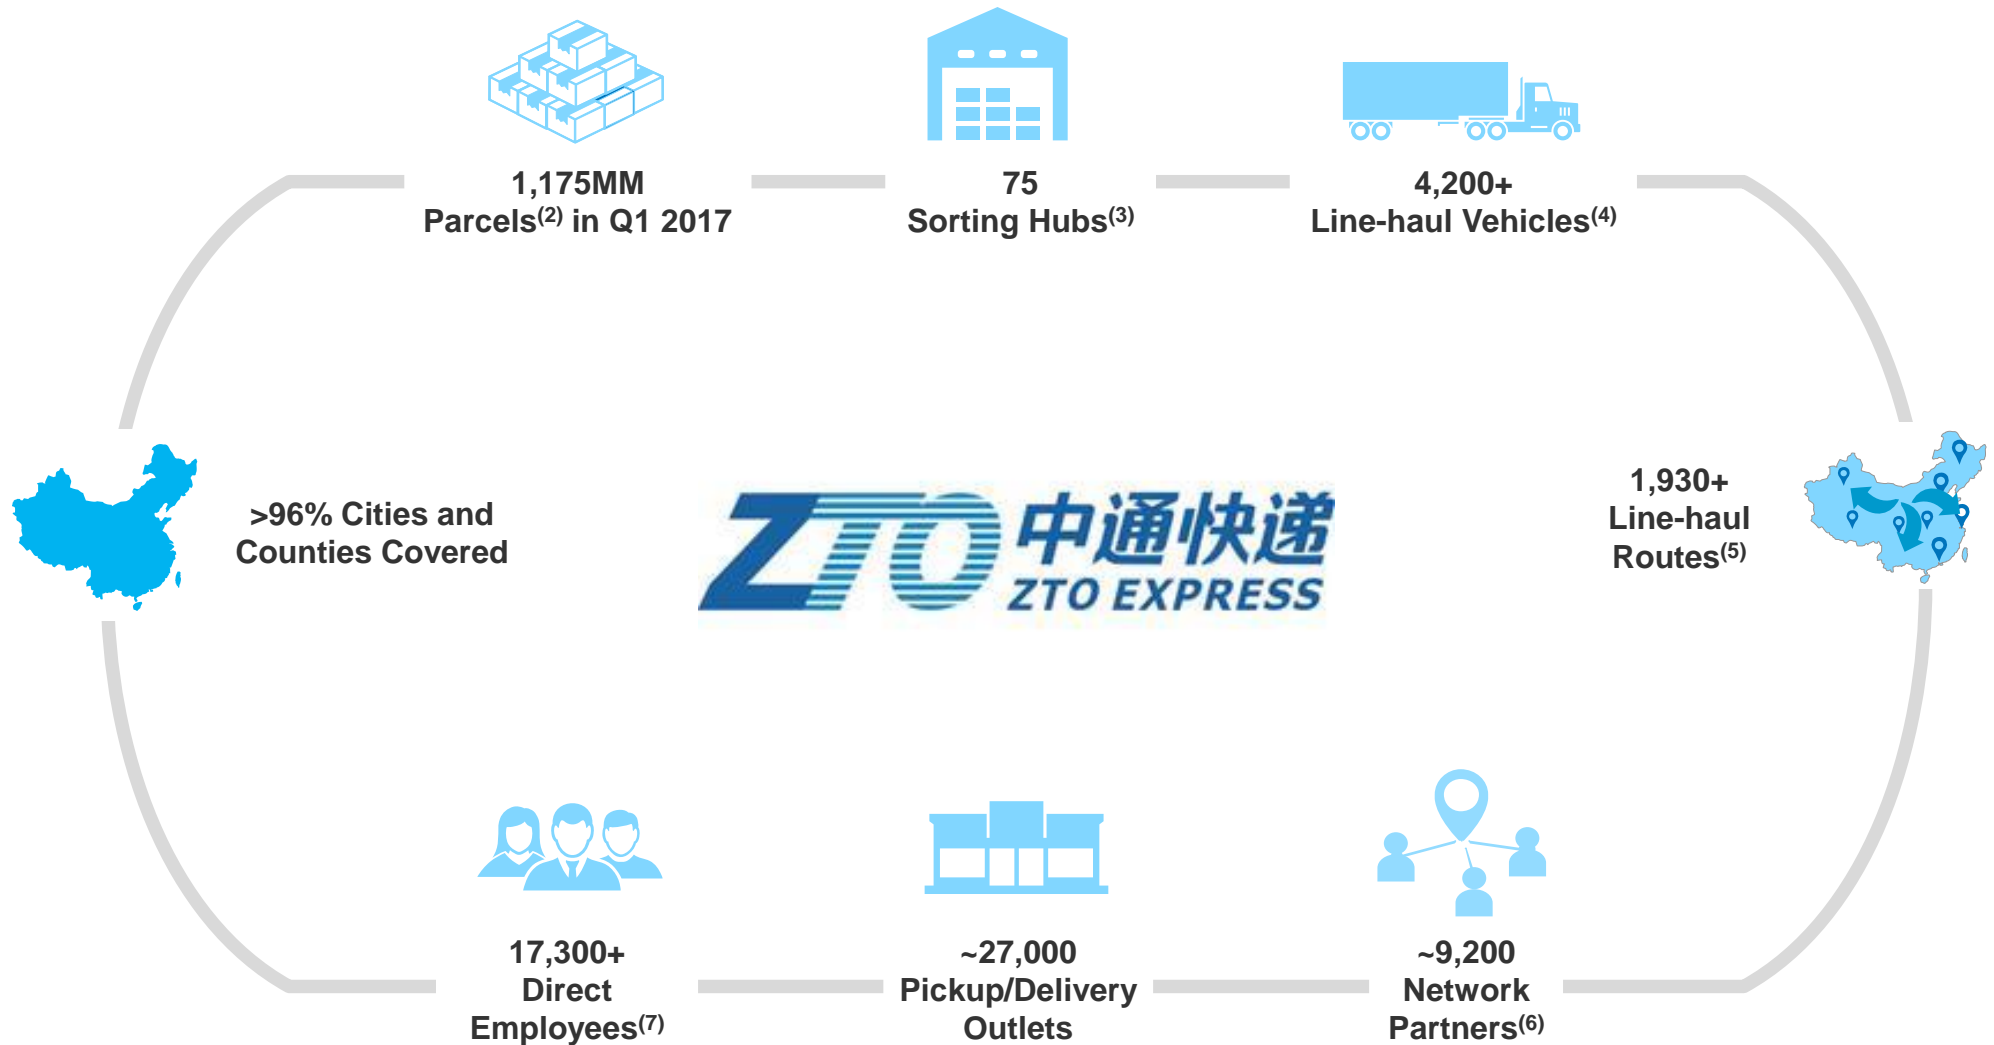 1,175MM
Parcels(2) in Q1 2017
75
Sorting Hubs(3)
4,200+
Line-haul Vehicles(4)
>96% Cities and
Counties Covered
ZTO 中通快递
ZTO EXPRESS
1,930+
Line-haul
Routes(5)
17,300+
Direct
Employees(7)
~27,000
Pickup/Delivery
Outlets
~9,200
Network
Partners(6)